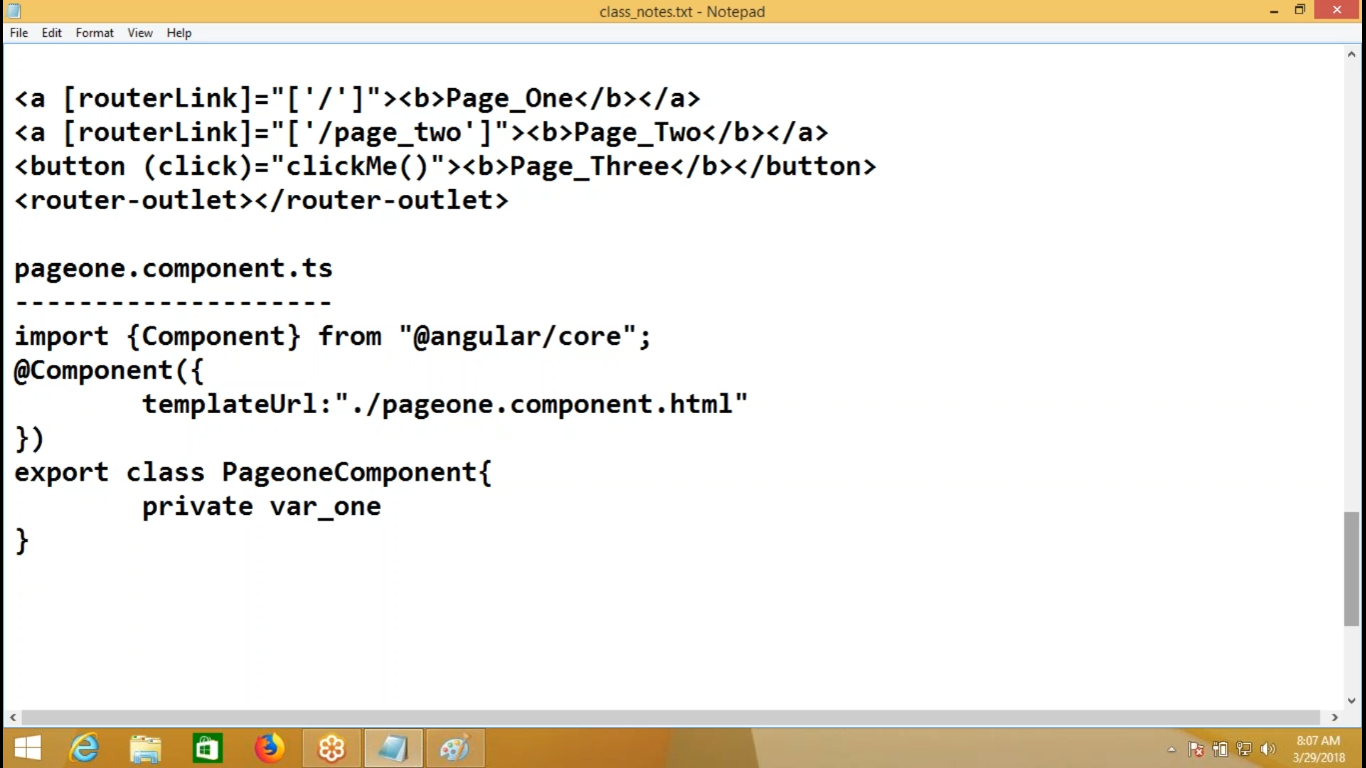 class_notes.txt - Notepad
File Edit Format View Help
<a [routerLink]="['/']"><b>Page_One</b></a>
<a [routerLink]="['/page_two']"><b>Page_Two</b></a>
<button (click)="clickMe()"><b>Page_Three</b></button>
<router-outlet></router-outlet>
pageone.component.ts
--------------------
import {Component} from "@angular/core";
@Component({
templateUrl:"./pageone.component.html"
})
export class PageoneComponent{
private var_one
}
8:07 AM
3/29/2018